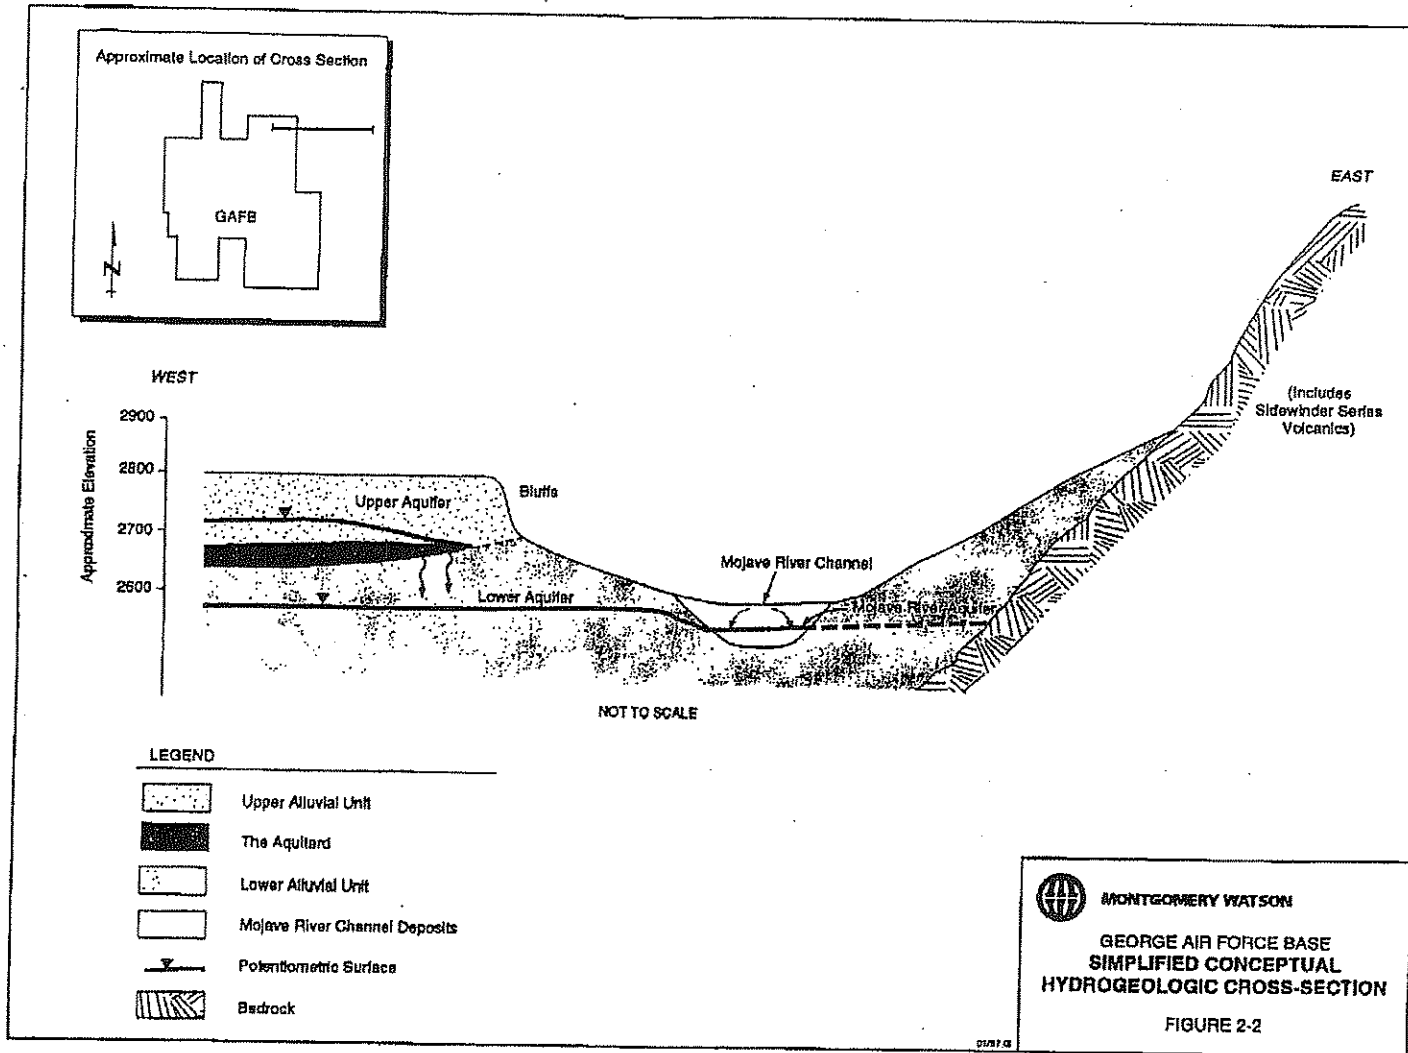 Approximate Location of Cross Section
GAFB
N
EAST
WEST
(Includes
Sidewinder Series
Volcanics)
Approximate Elevation
2900
2800
2700
2600
Upper Aquifer
Bluffs
Mojave River Channel
Lower Aquifer
Mojave River Aquifer
NOT TO SCALE
LEGEND
Upper Alluvial Unit
The Aquitard
Lower Alluvial Unit
Mojave River Channel Deposits
Potentiometric Surface
Bedrock
MONTGOMERY WATSON
GEORGE AIR FORCE BASE
SIMPLIFIED CONCEPTUAL
HYDROGEOLOGIC CROSS-SECTION
FIGURE 2-2